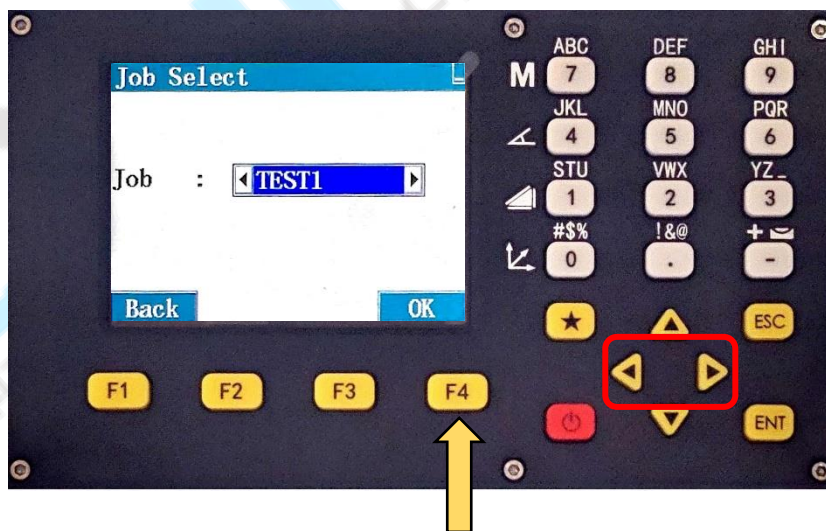 Job Select
Job : TEST1
Back OK
F1 F2 F3 F4
ABC DEF GHI
M 7 8 9
JKL MNO PQR
4 5 6
STU VWX YZ_
1 2 3
#$% !&@ +
0 . -
ESC
ENT